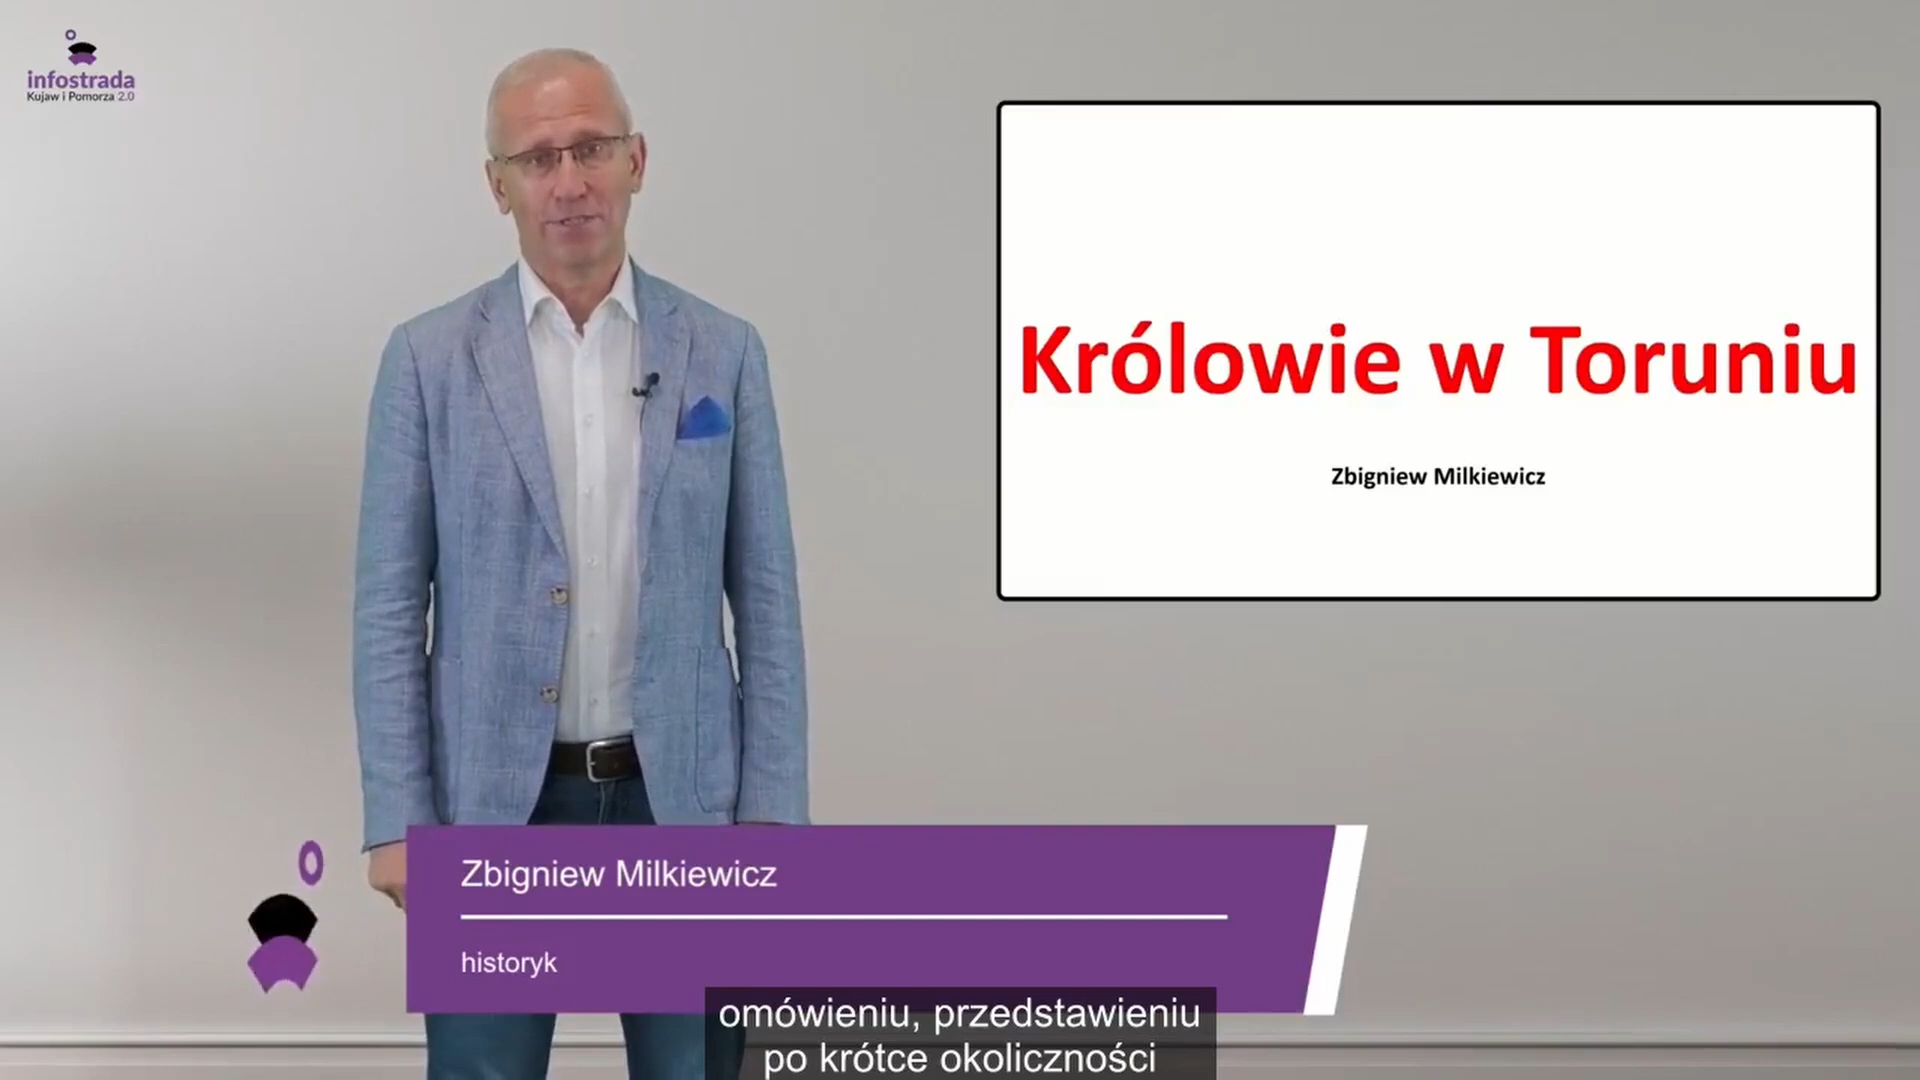 infostrada
Kujaw i Pomorza 2.0
Królowie w Toruniu
Zbigniew Milkiewicz
Zbigniew Milkiewicz
historyk
omówieniu, przedstawieniu
po krótce okoliczności